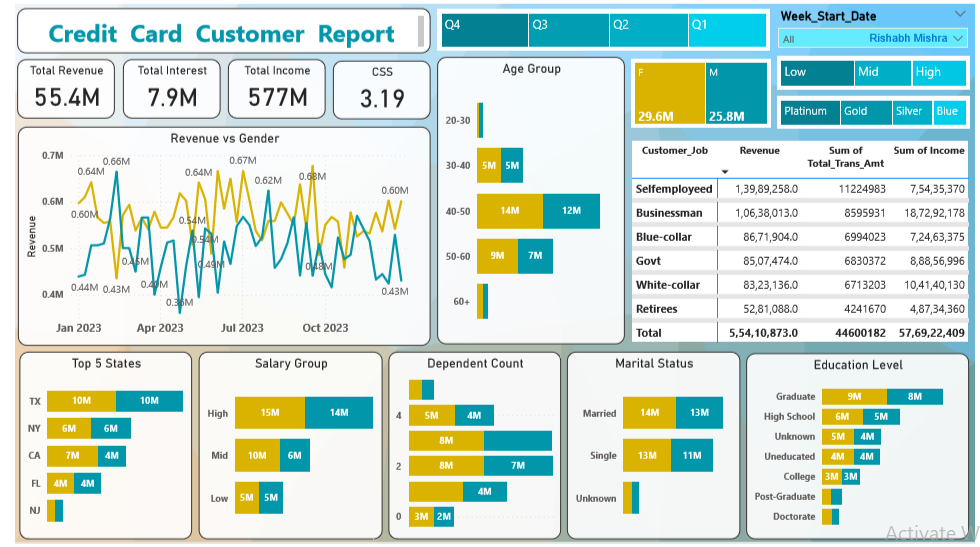 Credit Card Customer Report
Q4 Q3 Q2 Q1
Week_Start_Date
All Rishabh Mishra
Low Mid High
Platinum Gold Silver Blue
Total Revenue
55.4M
Total Interest
7.9M
Total Income
577M
CSS
3.19
F
29.6M
M
25.8M
Revenue vs Gender
Revenue
0.7M
0.6M
0.5M
0.4M
0.64M 0.66M 0.64M 0.67M 0.68M
0.62M 0.60M
0.60M 0.54M
0.54M
0.45M 0.49M 0.48M
0.44M 0.43M 0.40M 0.43M
Jan 2023 Apr 2023 Jul 2023 Oct 2023
Age Group
20-30
30-40 5M 5M
40-50 14M 12M
50-60 9M 7M
60+
Customer_Job Revenue Sum of Total_Trans_Amt Sum of Income
Selfemployeed 1,39,89,258.0 11224983 7,54,35,370
Businessman 1,06,38,013.0 8595931 18,72,92,178
Blue-collar 86,71,904.0 6994023 7,24,63,375
Govt 85,07,474.0 6830372 8,88,56,996
White-collar 83,23,136.0 6713203 10,41,40,130
Retirees 52,81,088.0 4241670 4,87,34,360
Total 5,54,10,873.0 44600182 57,69,22,409
Top 5 States
TX 10M 10M
NY 6M 6M
CA 7M 4M
FL 4M 4M
NJ
Salary Group
High 15M 14M
Mid 10M 6M
Low 5M 5M
Dependent Count
4 5M 4M
8M
2 8M 7M
4M
0 3M 2M
Marital Status
Married 14M 13M
Single 13M 11M
Unknown
Education Level
Graduate 9M 8M
High School 6M 5M
Unknown 5M 4M
Uneducated 4M 4M
College 3M 3M
Post-Graduate
Doctorate
Activate W